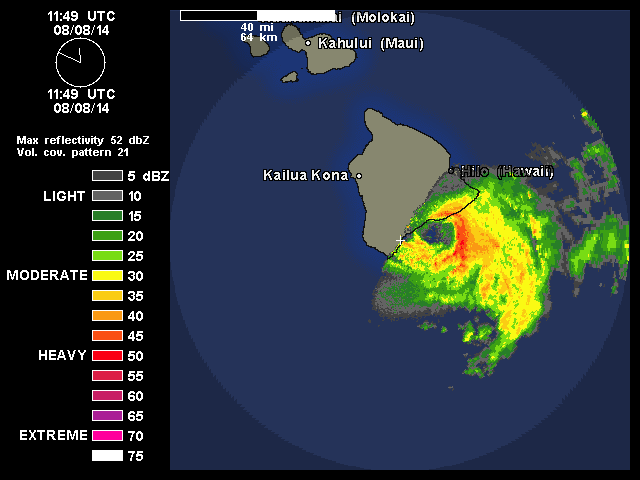 11:49 UTC
08/08/14
11:49 UTC
08/08/14
Max reflectivity 52 dbZ
Vol. cov. pattern 21
5 dBZ
LIGHT 10
15
20
25
MODERATE 30
35
40
45
HEAVY 50
55
60
65
EXTREME 70
75
(Molokai)
40 mi
64 km
Kahului (Maui)
Hilo (Hawaii)
Kailua Kona